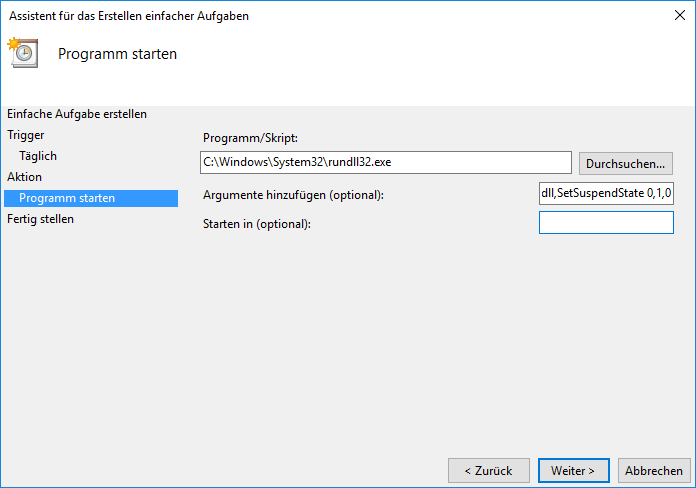 Assistent für das Erstellen einfacher Aufgaben
Programm starten
Einfache Aufgabe erstellen
Trigger
Täglich
Aktion
Programm starten
Fertig stellen
Programm/Skript:
C:\Windows\System32\rundll32.exe
Durchsuchen...
Argumente hinzufügen (optional):
dll,SetSuspendState 0,1,0
Starten in (optional):
< Zurück
Weiter >
Abbrechen